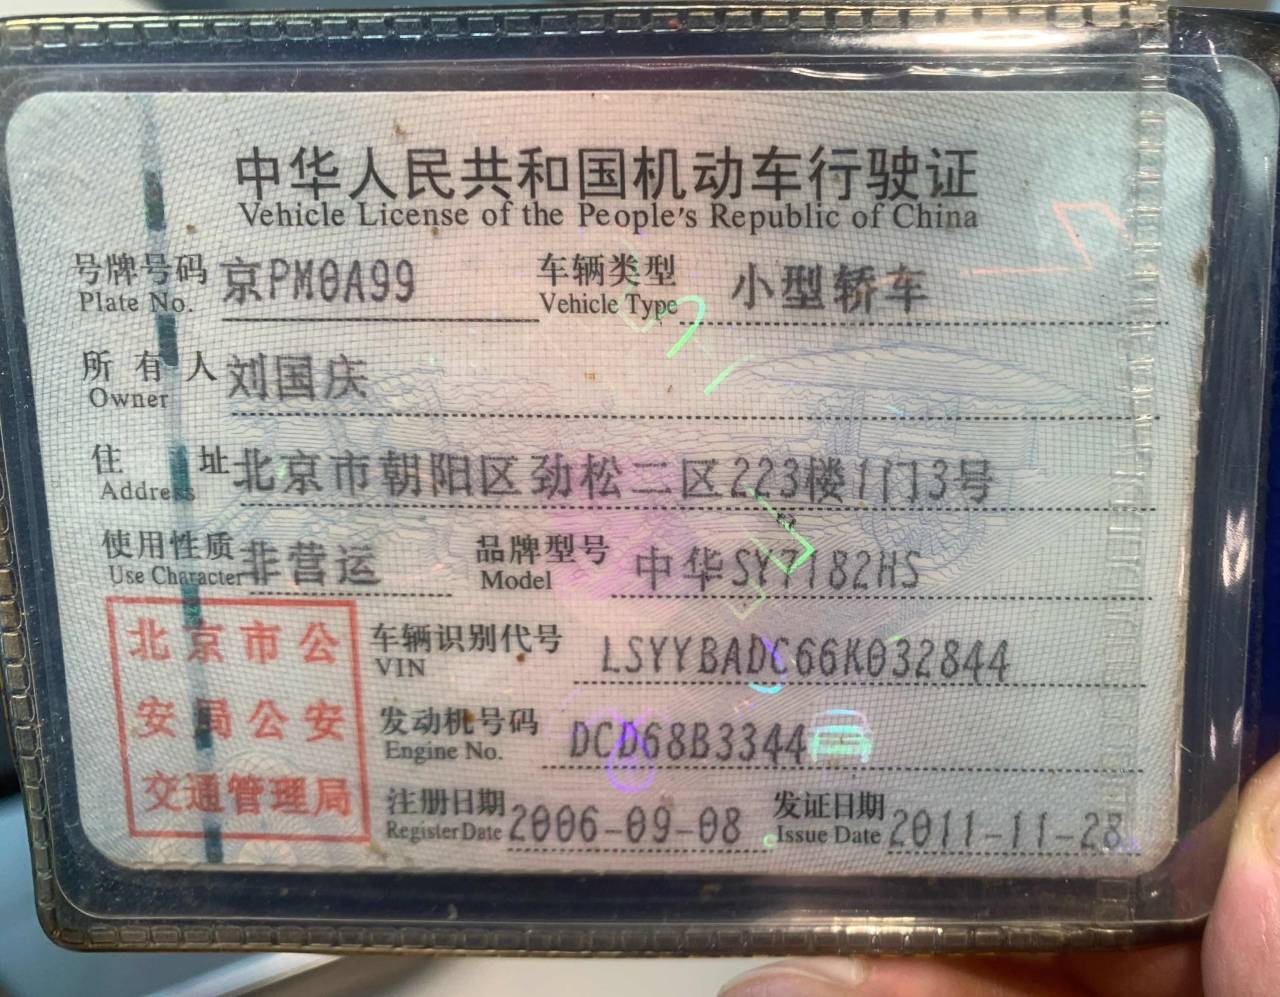 中华人民共和国机动车行驶证
Vehicle License of the People's Republic of China
号牌号码 京PM0A99 车辆类型 小型轿车
Plate No. Vehicle Type
所有人 刘国庆
Owner
住址 北京市朝阳区劲松二区223楼1门3号
Address
使用性质 非营运 品牌型号 中华SY7182HS
Use Character Model
北京市公
安局公安
交通管理局
车辆识别代号 LSYYBADC66K032844
VIN
发动机号码 DCD68B3344
Engine No.
注册日期 2006-09-08 发证日期 2011-11-28
Register Date Issue Date